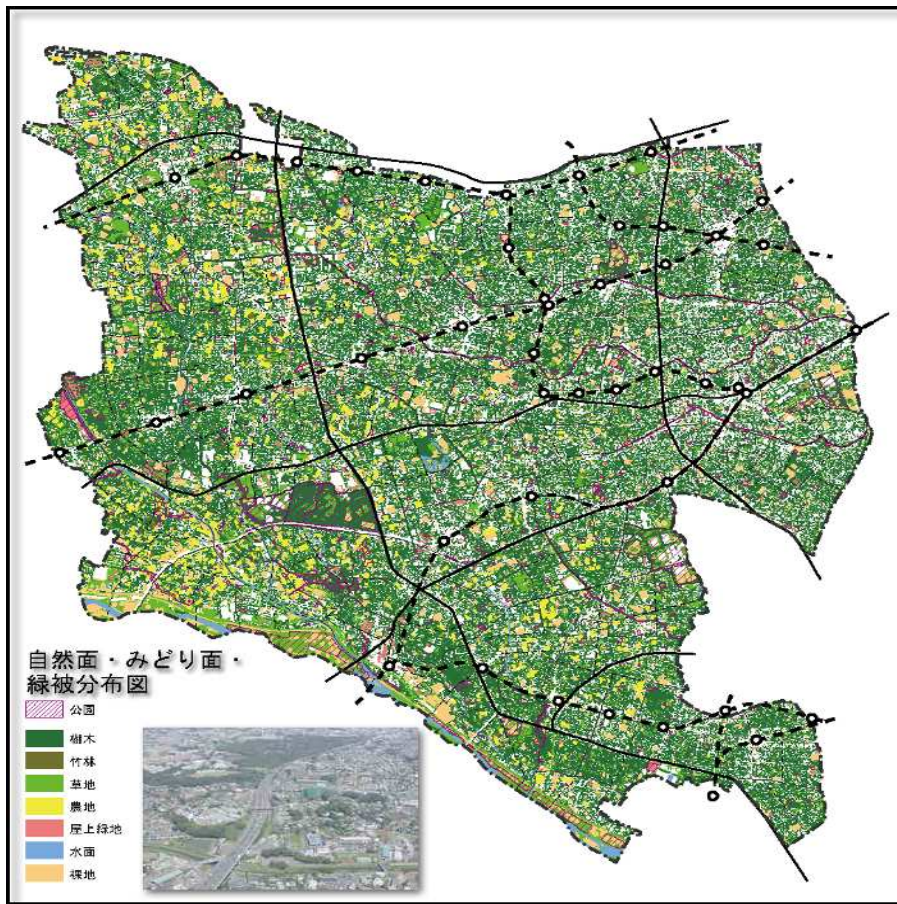 自然面・みどり面・
緑被分布図
公園
樹木
竹林
草地
農地
屋上緑地
水面
裸地